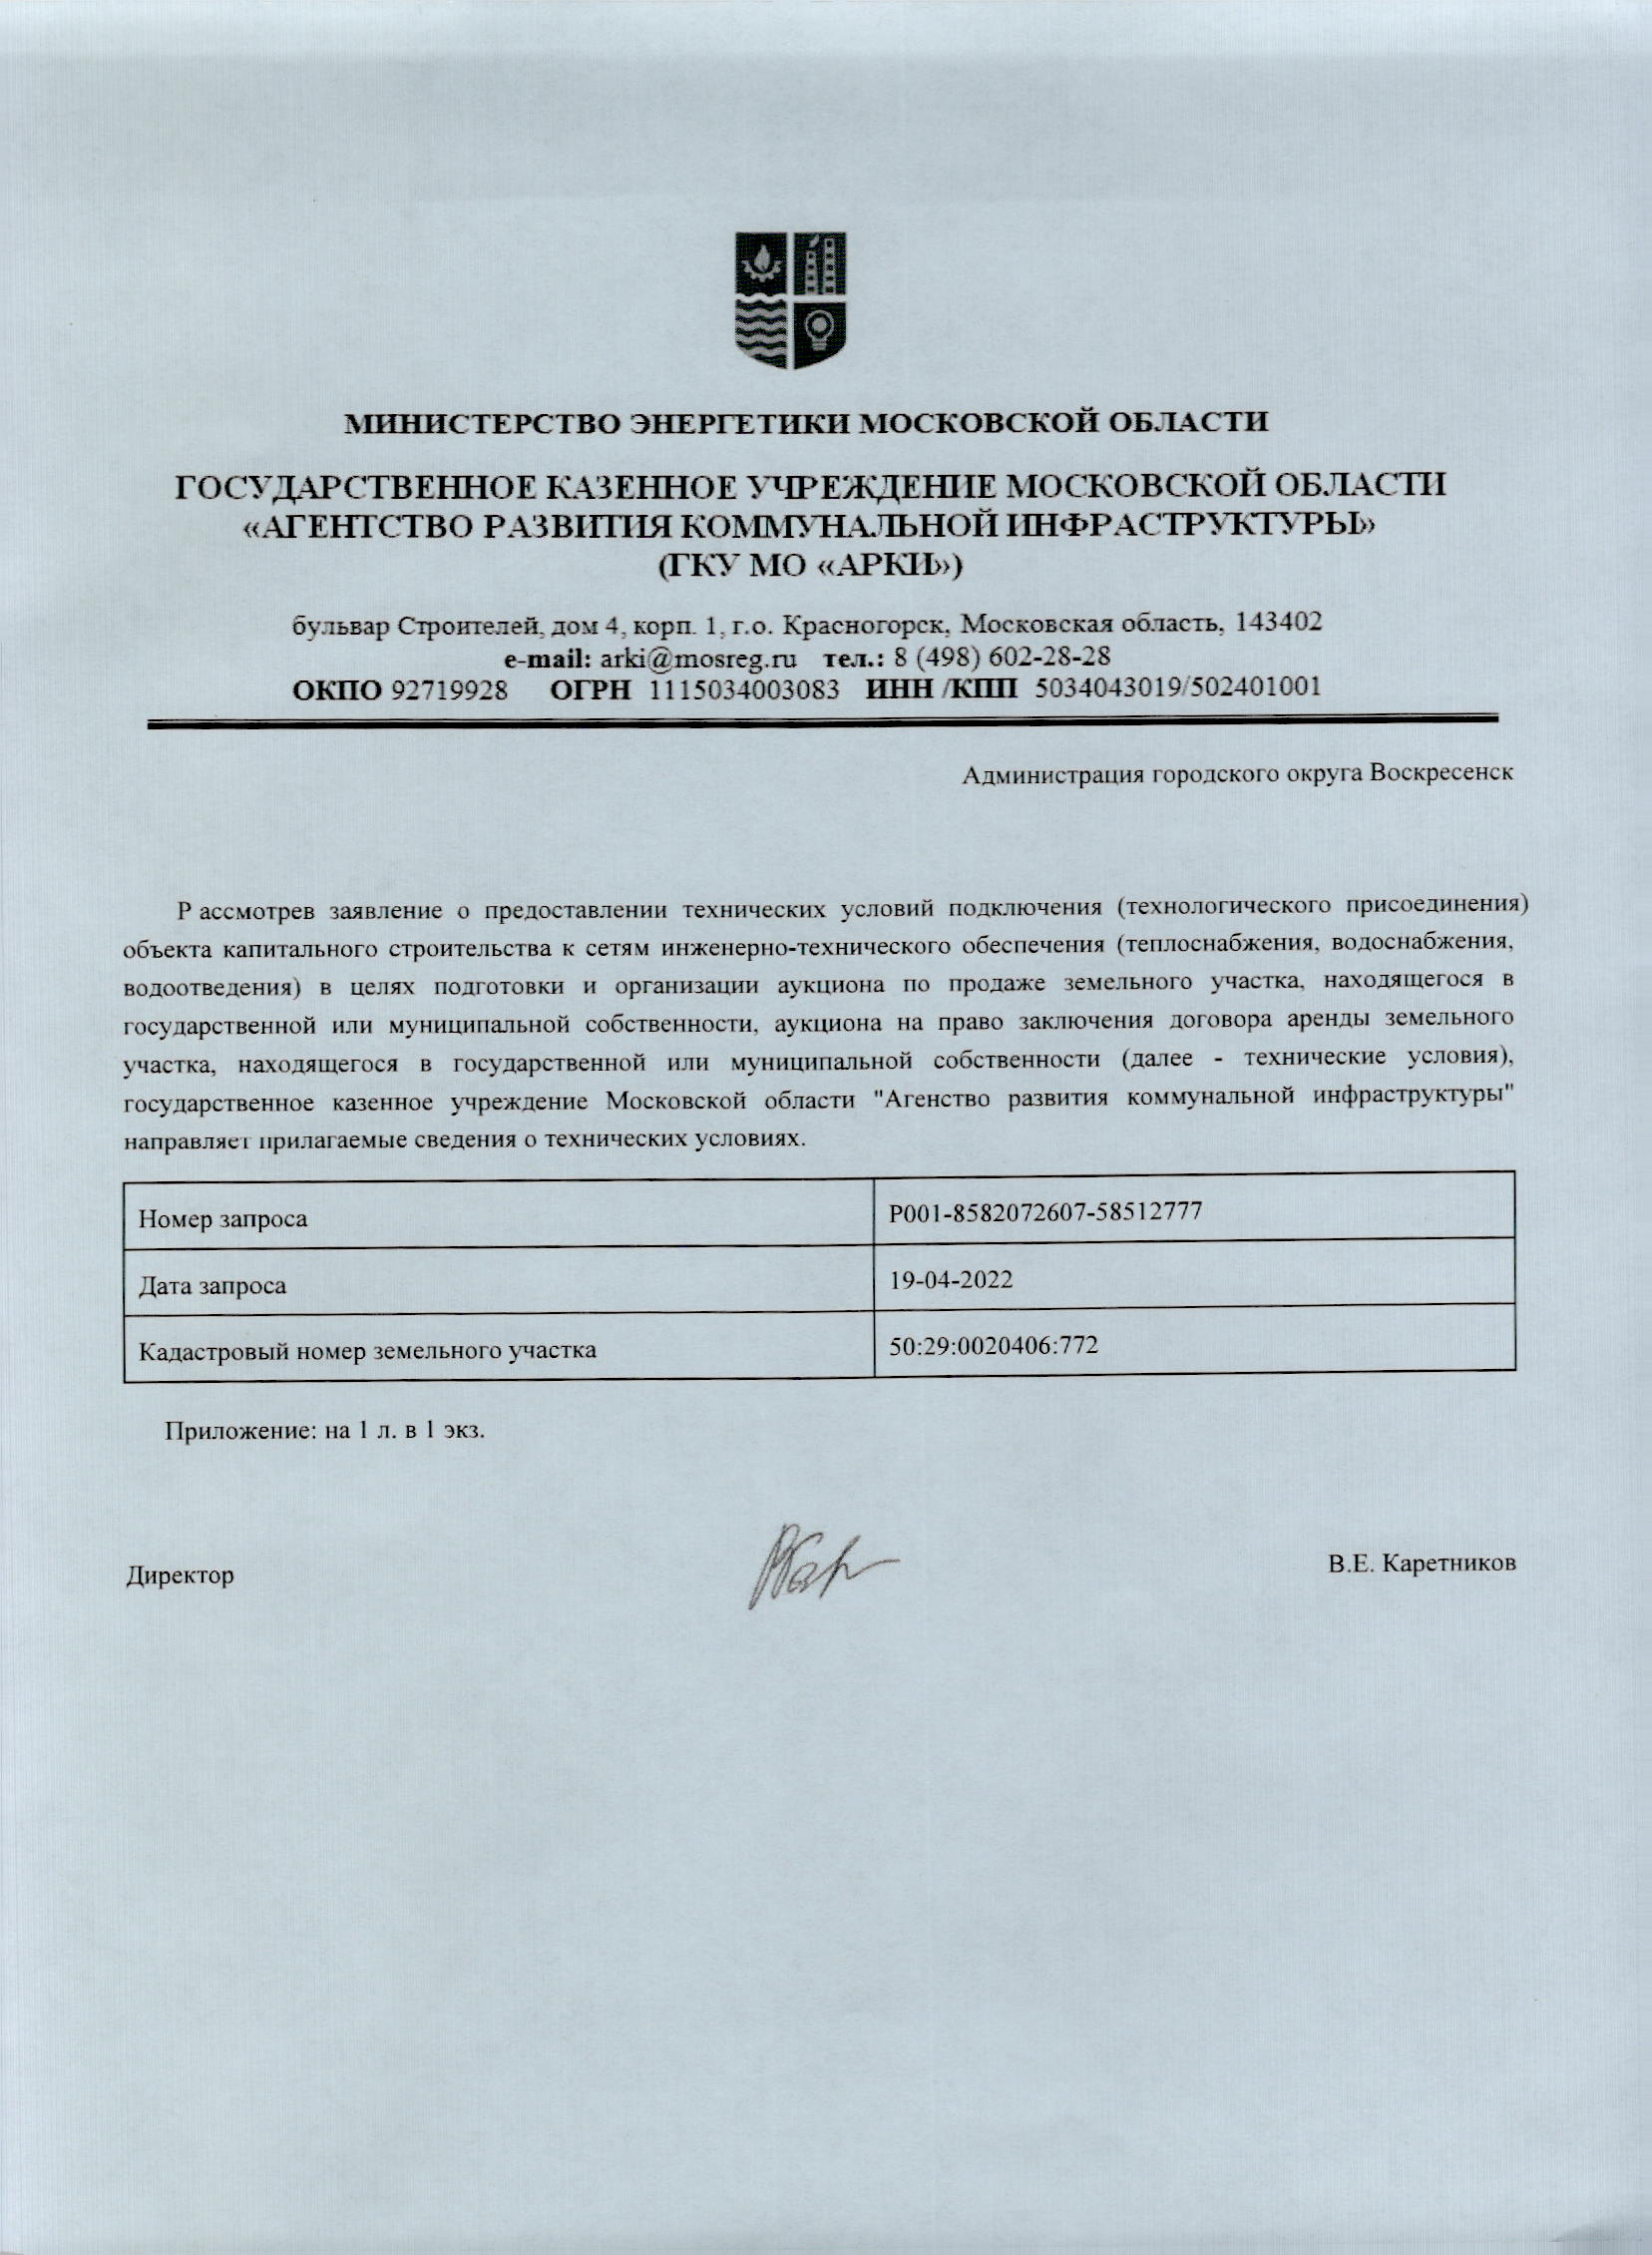 МИНИСТЕРСТВО ЭНЕРГЕТИКИ МОСКОВСКОЙ ОБЛАСТИ
ГОСУДАРСТВЕННОЕ КАЗЕННОЕ УЧРЕЖДЕНИЕ МОСКОВСКОЙ ОБЛАСТИ
«АГЕНТСТВО РАЗВИТИЯ КОММУНАЛЬНОЙ ИНФРАСТРУКТУРЫ»
(ГКУ МО «АРКИ»)
бульвар Строителей, дом 4, корп. 1, г.о. Красногорск, Московская область, 143402
e-mail: arki@mosreg.ru тел.: 8 (498) 602-28-28
ОКПО 92719928 ОГРН 1115034003083 ИНН /КПП 5034043019/502401001
Администрация городского округа Воскресенск
Р ассмотрев заявление о предоставлении технических условий подключения (технологического присоединения)
объекта капитального строительства к сетям инженерно-технического обеспечения (теплоснабжения, водоснабжения,
водоотведения) в целях подготовки и организации аукциона по продаже земельного участка, находящегося в
государственной или муниципальной собственности, аукциона на право заключения договора аренды земельного
участка, находящегося в государственной или муниципальной собственности (далее - технические условия),
государственное казенное учреждение Московской области "Агенство развития коммунальной инфраструктуры"
направляет прилагаемые сведения о технических условиях.
Номер запроса P001-8582072607-58512777
Дата запроса 19-04-2022
Кадастровый номер земельного участка 50:29:0020406:772
Приложение: на 1 л. в 1 экз.
Директор В.Е. Каретников